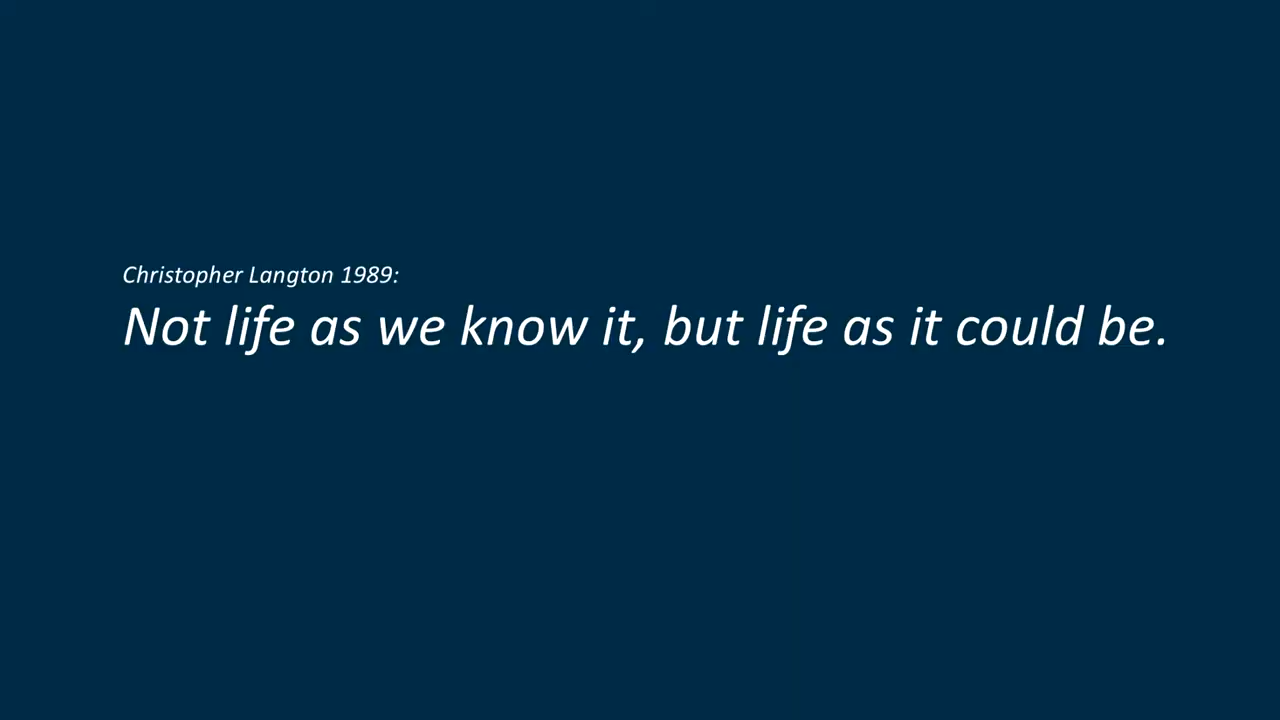 Christopher Langton 1989:
Not life as we know it, but life as it could be.